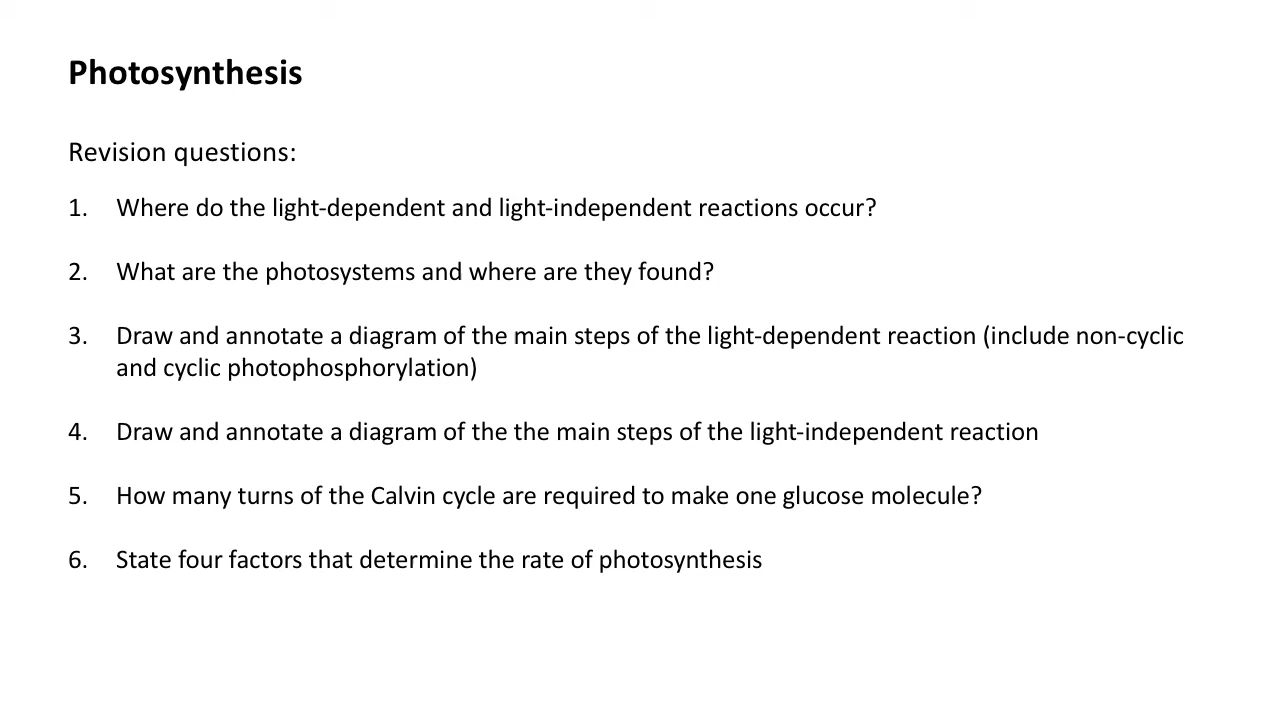 Photosynthesis
Revision questions:
1. Where do the light-dependent and light-independent reactions occur?
2. What are the photosystems and where are they found?
3. Draw and annotate a diagram of the main steps of the light-dependent reaction (include non-cyclic
and cyclic photophosphorylation)
4. Draw and annotate a diagram of the the main steps of the light-independent reaction
5. How many turns of the Calvin cycle are required to make one glucose molecule?
6. State four factors that determine the rate of photosynthesis